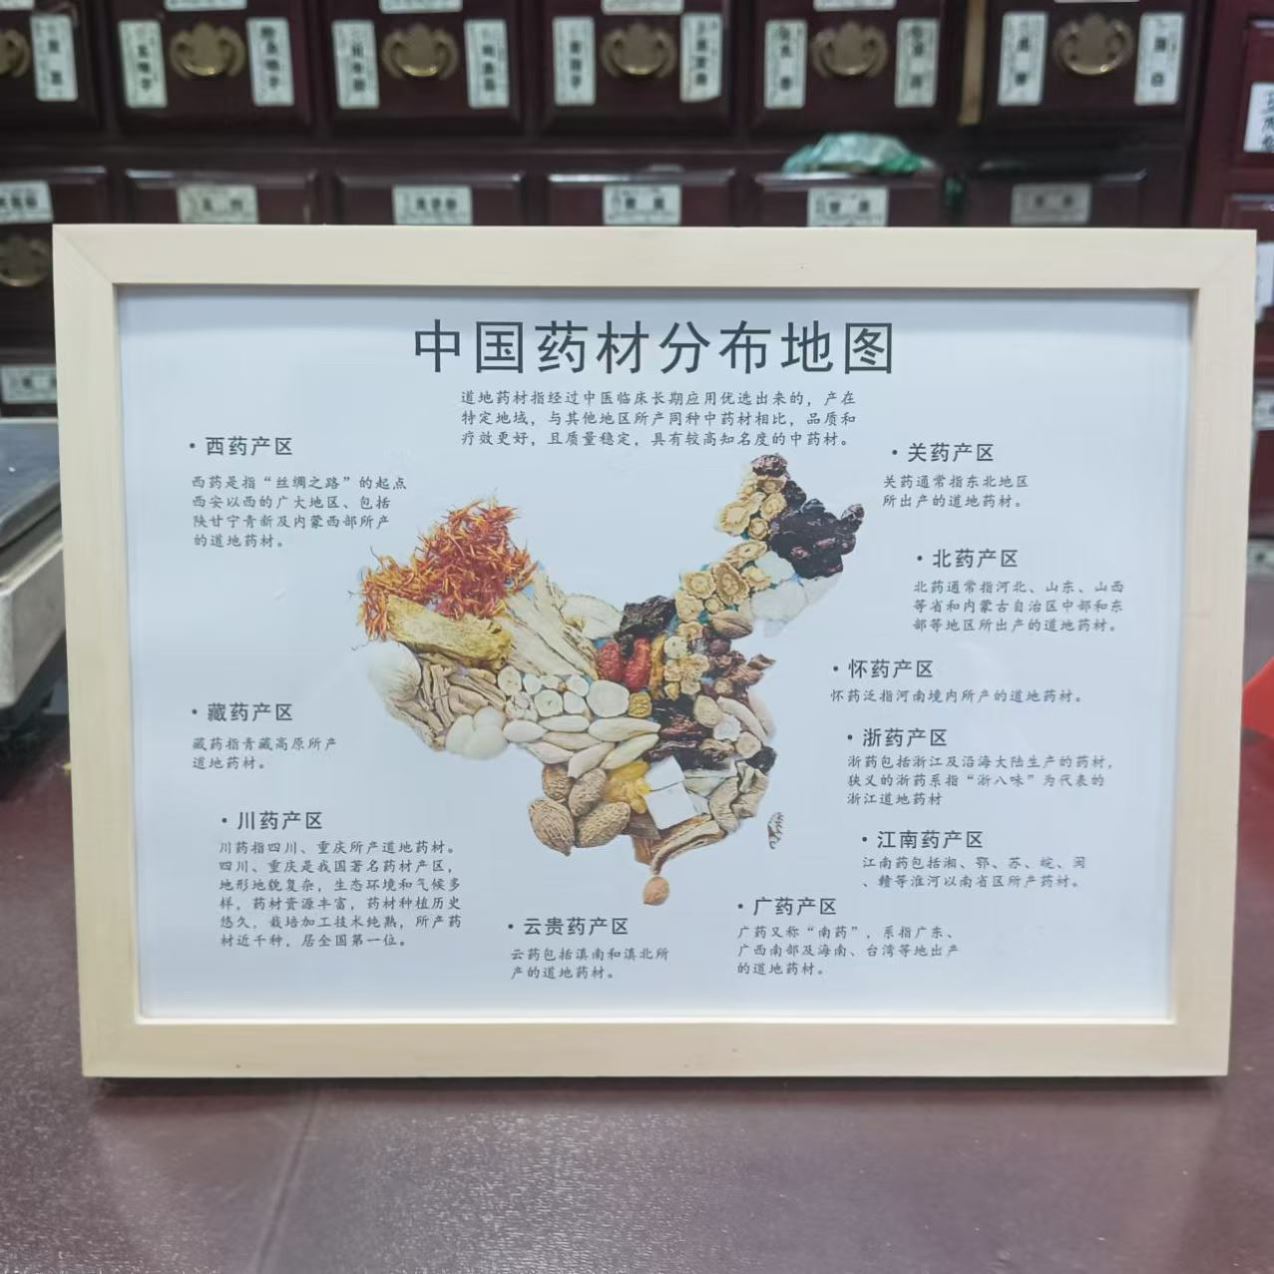 中国药材分布地图
道地药材指经过中医临床长期应用优选出来的，产在
特定地域，与其他地区所产同种中药材相比，品质和
疗效更好，且质量稳定，具有较高知名度的中药材。
·西药产区
西药是指“丝绸之路”的起点
西安以西的广大地区、包括
陕甘宁青新及内蒙西部所产
的道地药材。
·关药产区
关药通常指东北地区
所出产的道地药材。
·北药产区
北药通常指河北、山东、山西
等省和内蒙古自治区中部和东
部等地区所出产的道地药材。
·怀药产区
怀药泛指河南境内所产的道地药材。
·藏药产区
藏药指青藏高原所产
道地药材。
·浙药产区
浙药包括浙江及沿海大陆生产的药材，
狭义的浙药系指“浙八味”为代表的
浙江道地药材
·川药产区
川药指四川、重庆所产道地药材。
四川、重庆是我国著名药材产区，
地形地貌复杂，生态环境和气候多
样，药材资源丰富，药材种植历史
悠久，栽培加工技术纯熟，所产药
材近千种，居全国第一位。
·江南药产区
江南药包括湘、鄂、苏、皖、闽
、赣等淮河以南省区所产药材。
·云贵药产区
云药包括滇南和滇北所
产的道地药材。
·广药产区
广药又称“南药”，系指广东、
广西南部及海南、台湾等地出产
的道地药材。